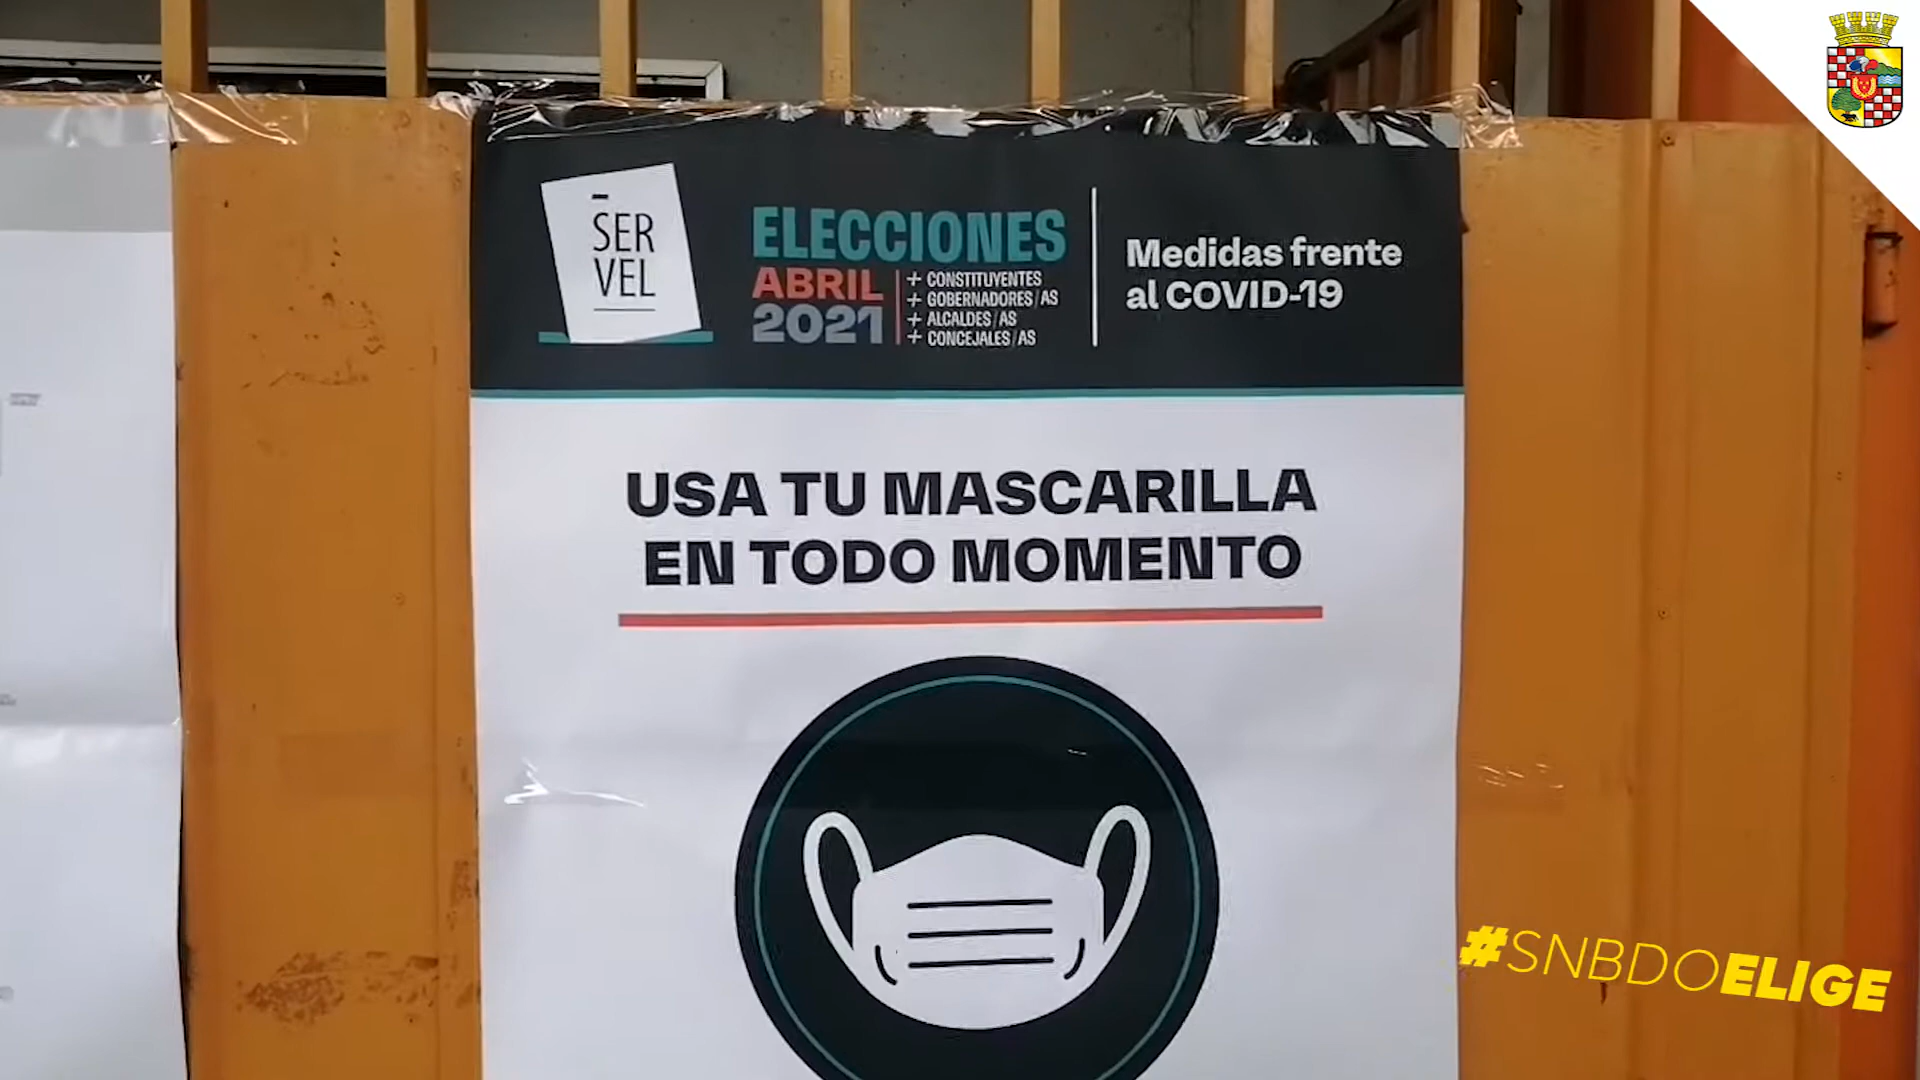 SER
VEL
ELECCIONES
ABRIL
2021
+ CONSTITUYENTES
+ GOBERNADORES/AS
+ ALCALDES/AS
+ CONCEJALES/AS
Medidas frente
al COVID-19
USA TU MASCARILLA
EN TODO MOMENTO
#SNBDOELIGE